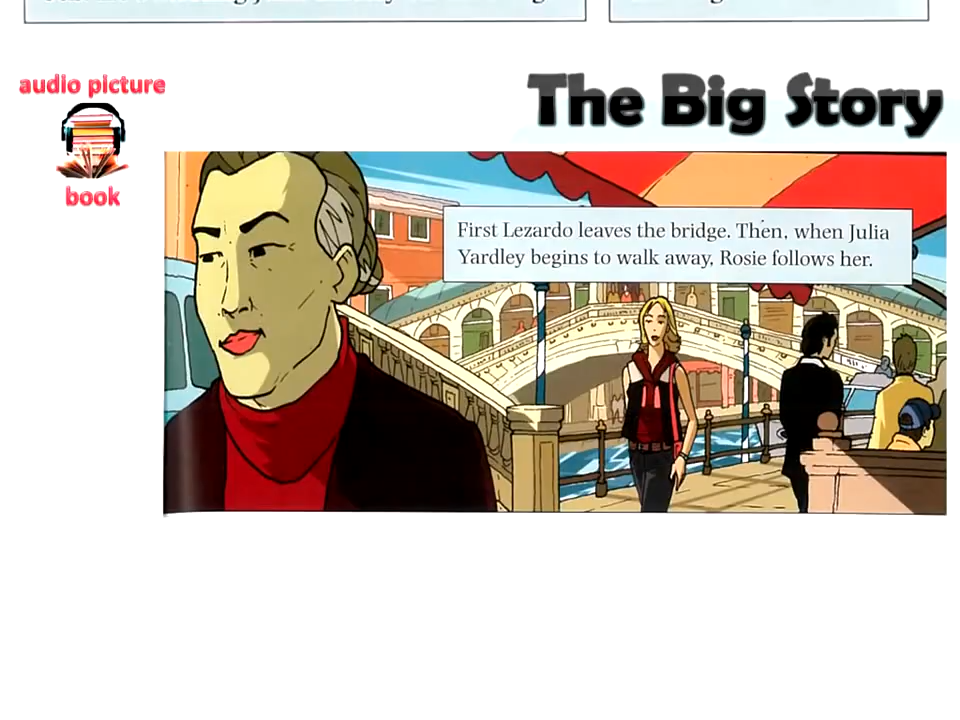 audio picture
book
The Big Story
First Lezardo leaves the bridge. Then, when Julia
Yardley begins to walk away, Rosie follows her.